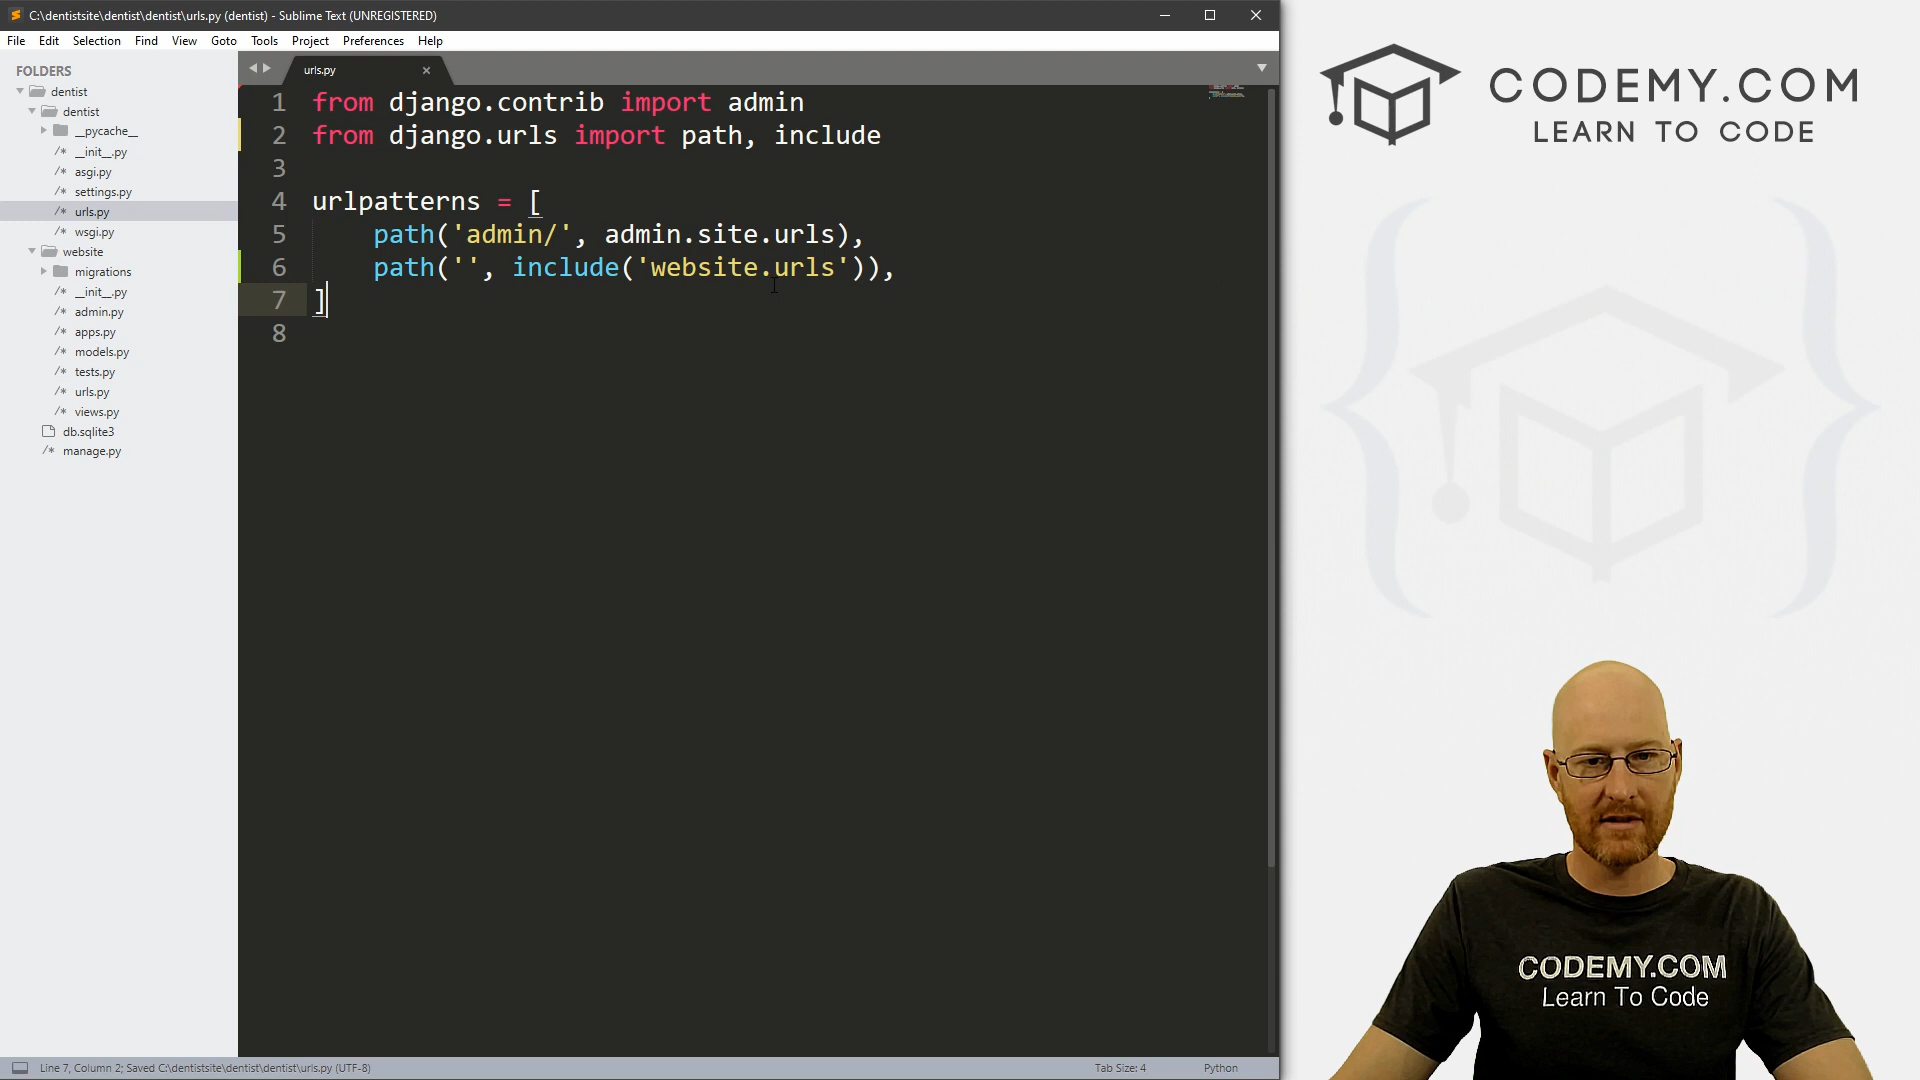 C:\dentistsite\dentist\dentist\urls.py (dentist) - Sublime Text (UNREGISTERED)
File Edit Selection Find View Goto Tools Project Preferences Help
FOLDERS
dentist
dentist
__pycache__
/* __init__.py
/* asgi.py
/* settings.py
/* urls.py
/* wsgi.py
website
migrations
/* __init__.py
/* admin.py
/* apps.py
/* models.py
/* tests.py
/* urls.py
/* views.py
db.sqlite3
/* manage.py
urls.py
1 from django.contrib import admin
2 from django.urls import path, include
3
4 urlpatterns = [
5     path('admin/', admin.site.urls),
6     path('', include('website.urls')),
7 ]
8
Line 7, Column 2; Saved C:\dentistsite\dentist\dentist\urls.py (UTF-8)
Tab Size: 4
Python
CODEMY.COM
LEARN TO CODE
CODEMY.COM
Learn To Code